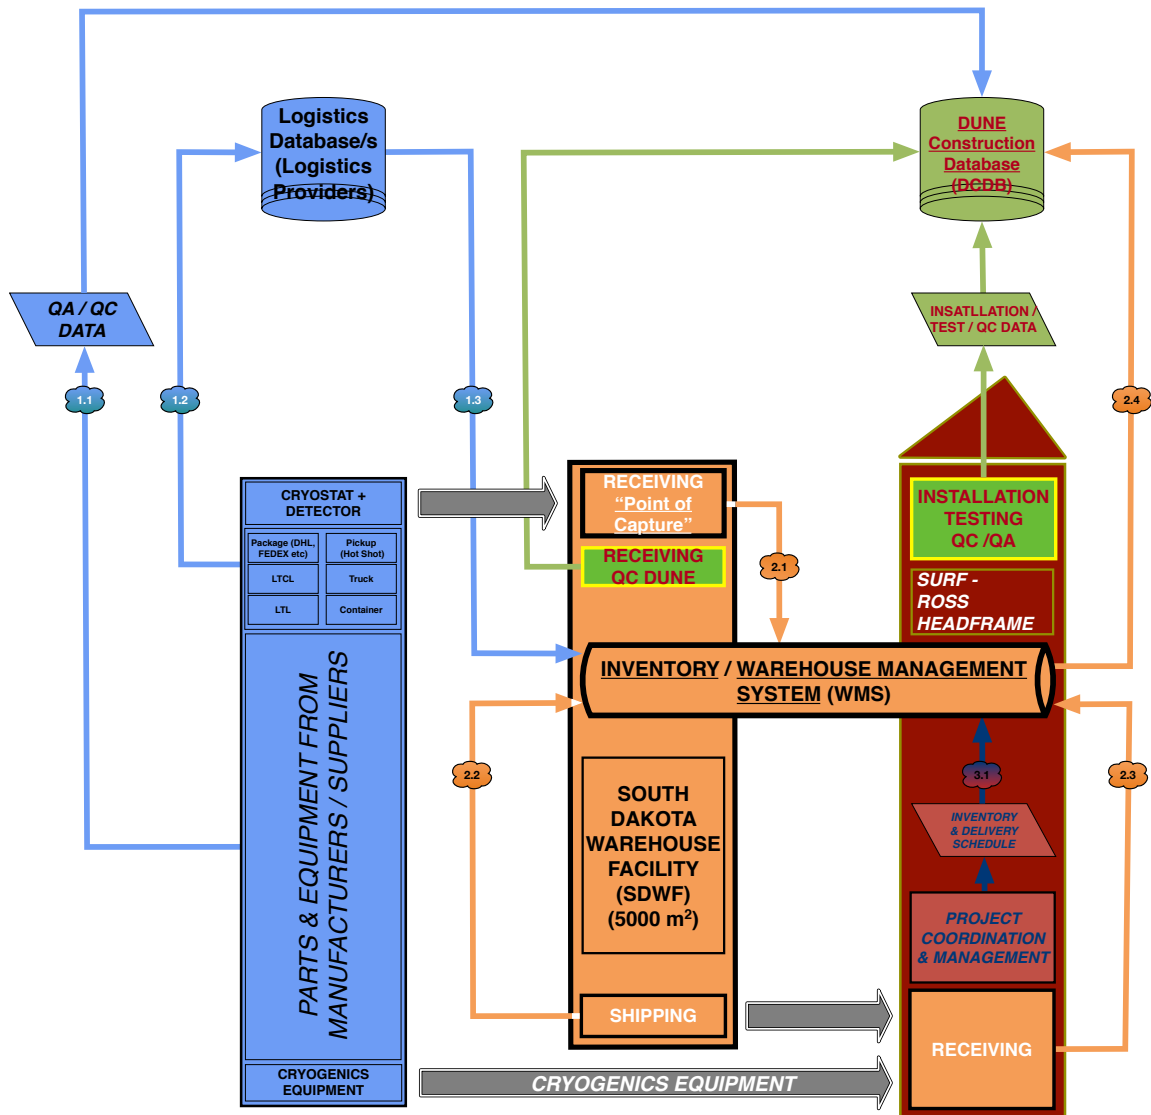 Logistics
Database/s
(Logistics
Providers)
DUNE
Construction
Database
(DCDB)
QA / QC
DATA
INSATLLATION /
TEST / QC DATA
1.1
1.2
1.3
2.4
CRYOSTAT +
DETECTOR
Package (DHL,
FEDEX etc)
Pickup
(Hot Shot)
LTCL
Truck
LTL
Container
PARTS & EQUIPMENT FROM
MANUFACTURERS / SUPPLIERS
CRYOGENICS
EQUIPMENT
RECEIVING
“Point of
Capture”
RECEIVING
QC DUNE
2.1
INSTALLATION
TESTING
QC /QA
SURF -
ROSS
HEADFRAME
INVENTORY / WAREHOUSE MANAGEMENT
SYSTEM (WMS)
2.2
3.1
2.3
SOUTH
DAKOTA
WAREHOUSE
FACILITY
(SDWF)
(5000 m²)
INVENTORY
& DELIVERY
SCHEDULE
PROJECT
COORDINATION
& MANAGEMENT
SHIPPING
RECEIVING
CRYOGENICS EQUIPMENT